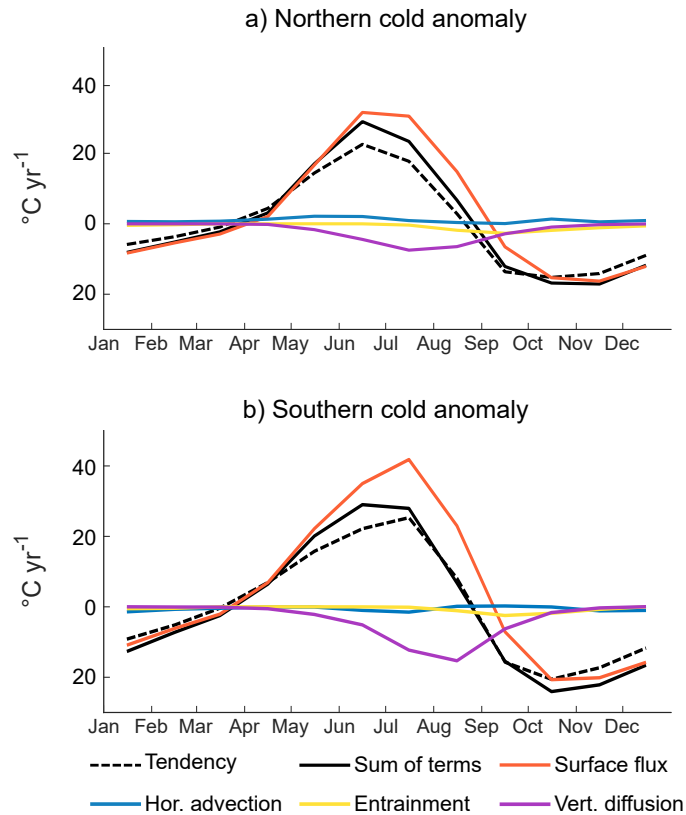 a) Northern cold anomaly
40
20
0
20
°C yr-1
Jan Feb Mar Apr May Jun Jul Aug Sep Oct Nov Dec
b) Southern cold anomaly
40
20
0
20
°C yr-1
Jan Feb Mar Apr May Jun Jul Aug Sep Oct Nov Dec
Tendency Sum of terms Surface flux
Hor. advection Entrainment Vert. diffusion